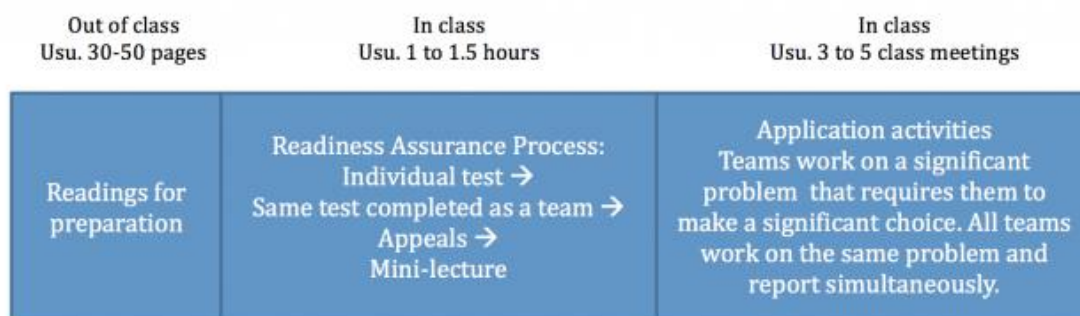 Out of class
Usu. 30-50 pages
In class
Usu. 1 to 1.5 hours
In class
Usu. 3 to 5 class meetings
Readings for
preparation
Readiness Assurance Process:
Individual test →
Same test completed as a team →
Appeals →
Mini-lecture
Application activities
Teams work on a significant
problem that requires them to
make a significant choice. All teams
work on the same problem and
report simultaneously.